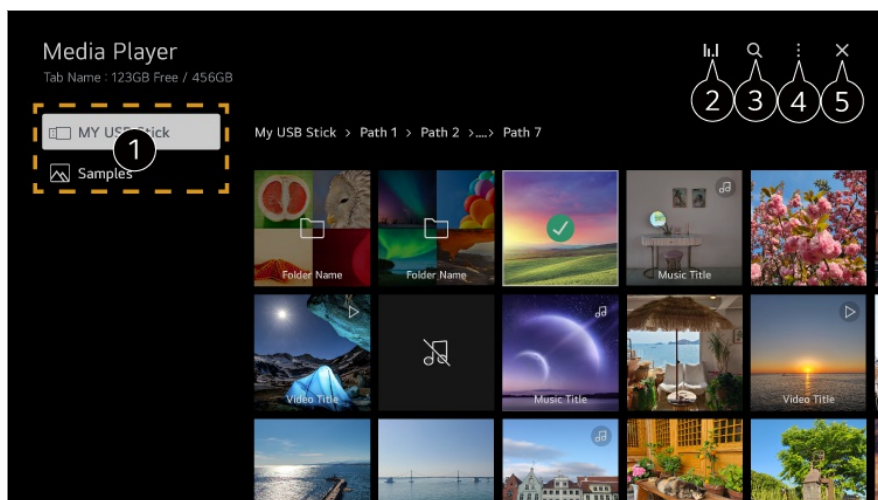 Media Player
Tab Name : 123GB Free / 456GB
2
3
4
5
MY USB Stick
1
Samples
My USB Stick > Path 1 > Path 2 >....> Path 7
Folder Name
Folder Name
Music Title
Video Title
Music Title
Video Title